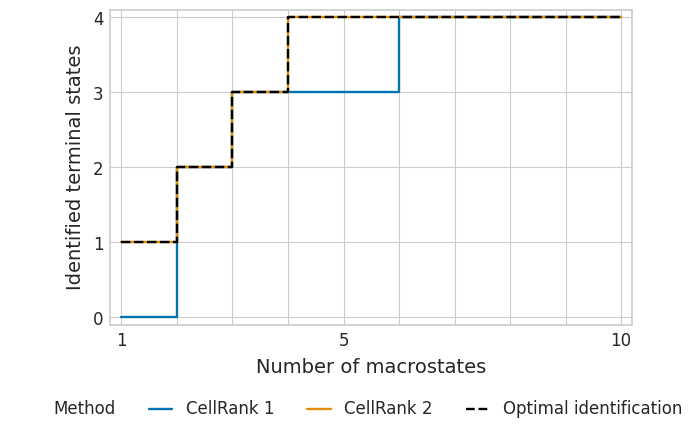 4
3
2
1
0
Identified terminal states
1 5 10
Number of macrostates
Method CellRank 1 CellRank 2 Optimal identification